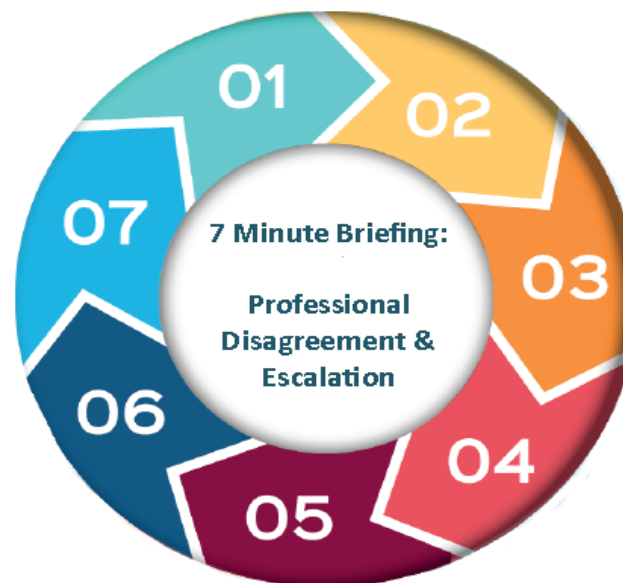 01
02
03
04
05
06
07
7 Minute Briefing:
Professional
Disagreement &
Escalation